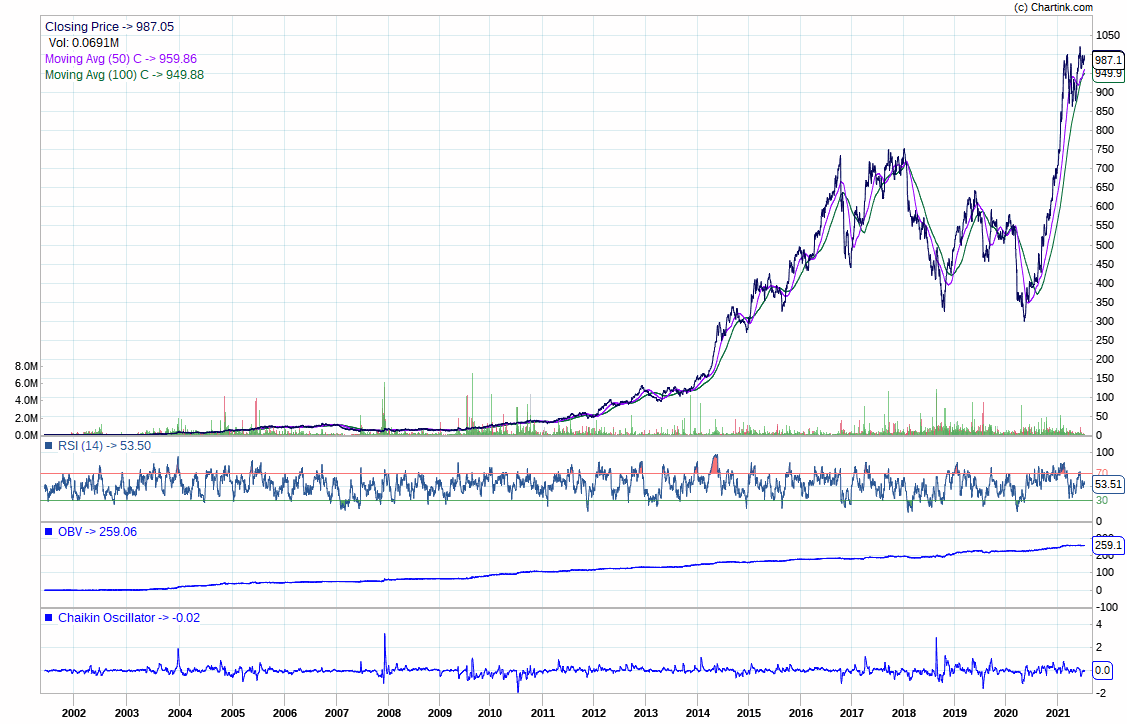 (c) Chartink.com
Closing Price -> 987.05
Vol: 0.0691M
Moving Avg (50) C -> 959.86
Moving Avg (100) C -> 949.88
1050
987.1
949.9
900
850
800
750
700
650
600
550
500
450
400
350
300
250
200
150
100
50
0
8.0M
6.0M
4.0M
2.0M
0.0M
RSI (14) -> 53.50
100
70
53.51
30
0
OBV -> 259.06
259.1
200
100
0
-100
Chaikin Oscillator -> -0.02
4
2
0.0
-2
2002 2003 2004 2005 2006 2007 2008 2009 2010 2011 2012 2013 2014 2015 2016 2017 2018 2019 2020 2021